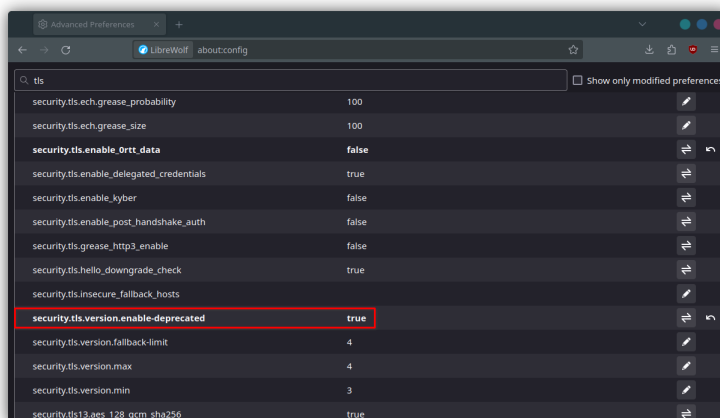 Advanced Preferences
LibreWolf about:config
tls
Show only modified preferences
security.tls.ech.grease_probability 100
security.tls.ech.grease_size 100
security.tls.enable_0rtt_data false
security.tls.enable_delegated_credentials true
security.tls.enable_kyber false
security.tls.enable_post_handshake_auth false
security.tls.grease_http3_enable false
security.tls.hello_downgrade_check true
security.tls.insecure_fallback_hosts
security.tls.version.enable-deprecated true
security.tls.version.fallback-limit 4
security.tls.version.max 4
security.tls.version.min 3
security.tls13.aes_128_gcm_sha256 true